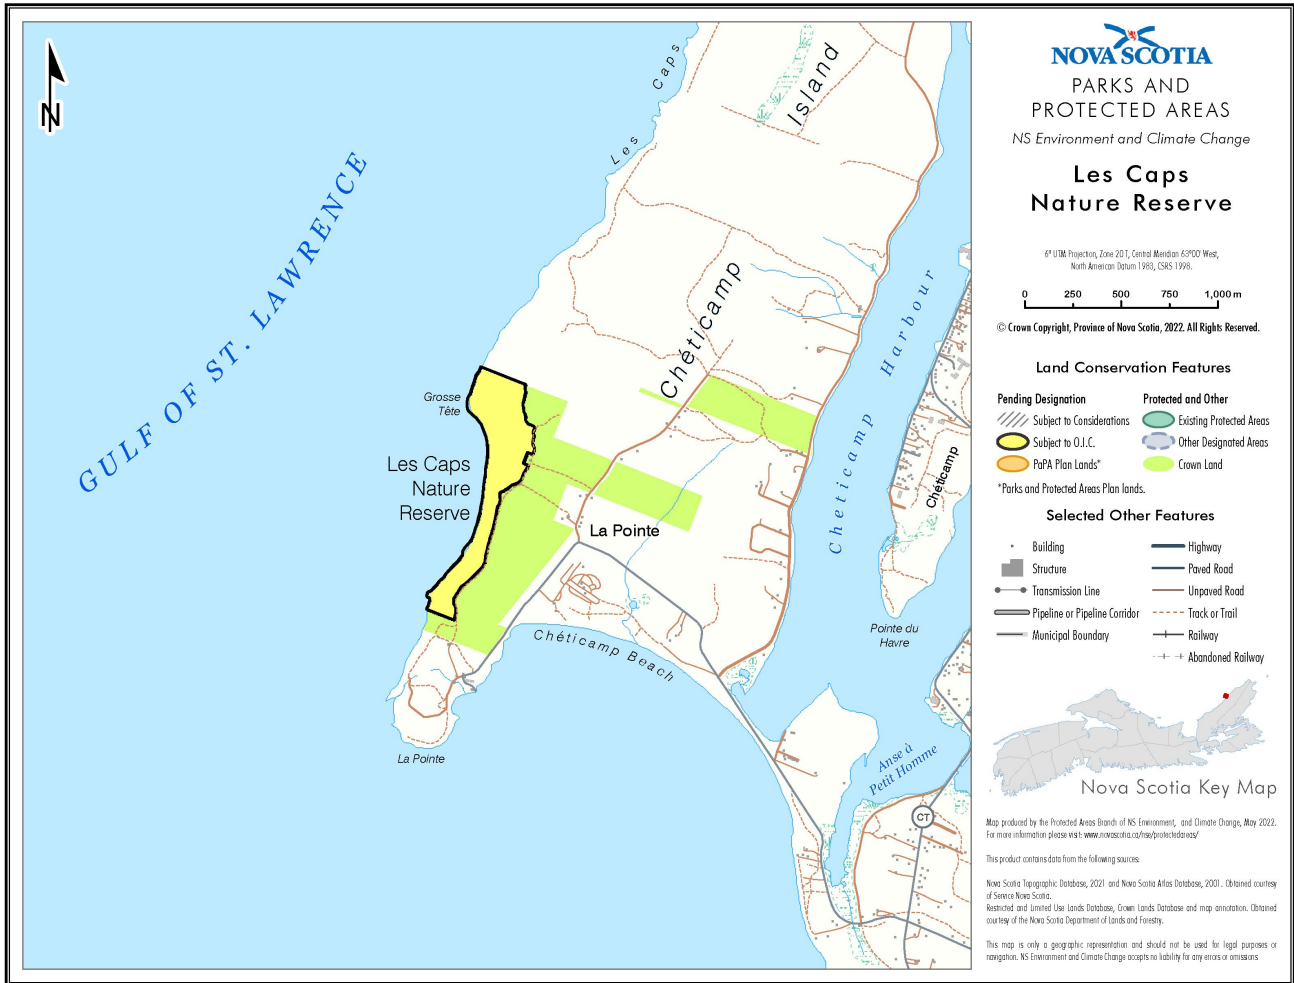 N
GULF OF ST. LAWRENCE
Les Caps
Island
Chéticamp
Cheticamp Harbour
Chéticamp
Grosse
Tête
Les Caps
Nature
Reserve
La Pointe
Chéticamp Beach
Pointe du
Havre
La Pointe
Anse à
Petit Homme
CT
NOVA SCOTIA
PARKS AND
PROTECTED AREAS
NS Environment and Climate Change
Les Caps
Nature Reserve
6° UTM Projection, Zone 20 T, Central Meridian 63°00' West,
North American Datum 1983, CSRS 1998.
0 250 500 750 1,000 m
© Crown Copyright, Province of Nova Scotia, 2022. All Rights Reserved.
Land Conservation Features
Pending Designation
Subject to Considerations
Subject to O.I.C.
PaPA Plan Lands*
Protected and Other
Existing Protected Areas
Other Designated Areas
Crown Land
*Parks and Protected Areas Plan lands.
Selected Other Features
Building
Structure
Transmission Line
Pipeline or Pipeline Corridor
Municipal Boundary
Highway
Paved Road
Unpaved Road
Track or Trail
Railway
Abandoned Railway
Nova Scotia Key Map
Map produced by the Protected Areas Branch of NS Environment, and Climate Change, May 2022.
For more information please visit: www.novascotia.ca/nse/protectedareas/
This product contains data from the following sources:
Nova Scotia Topographic Database, 2021 and Nova Scotia Atlas Database, 2001. Obtained courtesy
of Service Nova Scotia.
Restricted and Limited Use Lands Database, Crown Lands Database and map annotation. Obtained
courtesy of the Nova Scotia Department of Lands and Forestry.
This map is only a geographic representation and should not be used for legal purposes or
navigation. NS Environment and Climate Change accepts no liability for any errors or omissions